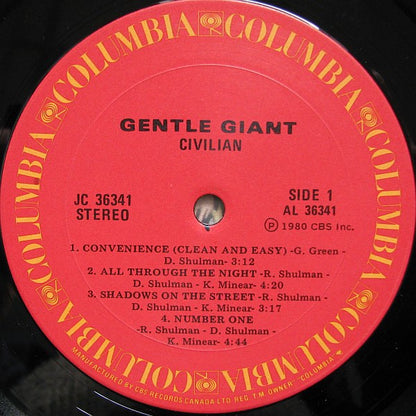 COLUMBIA COLUMBIA COLUMBIA COLUMBIA COLUMBIA COLUMBIA
GENTLE GIANT
CIVILIAN
JC 36341
STEREO
SIDE 1
AL 36341
Ⓟ 1980 CBS Inc.
1. CONVENIENCE (CLEAN AND EASY) -G. Green -
D. Shulman- 3:12
2. ALL THROUGH THE NIGHT -R. Shulman -
D. Shulman - K. Minear- 4:20
3. SHADOWS ON THE STREET -R. Shulman -
D. Shulman - K. Minear- 3:17
4. NUMBER ONE
-R. Shulman - D. Shulman -
K. Minear- 4:44
MANUFACTURED BY CBS RECORDS CANADA-LTD REG T M OWNER "COLUMBIA"